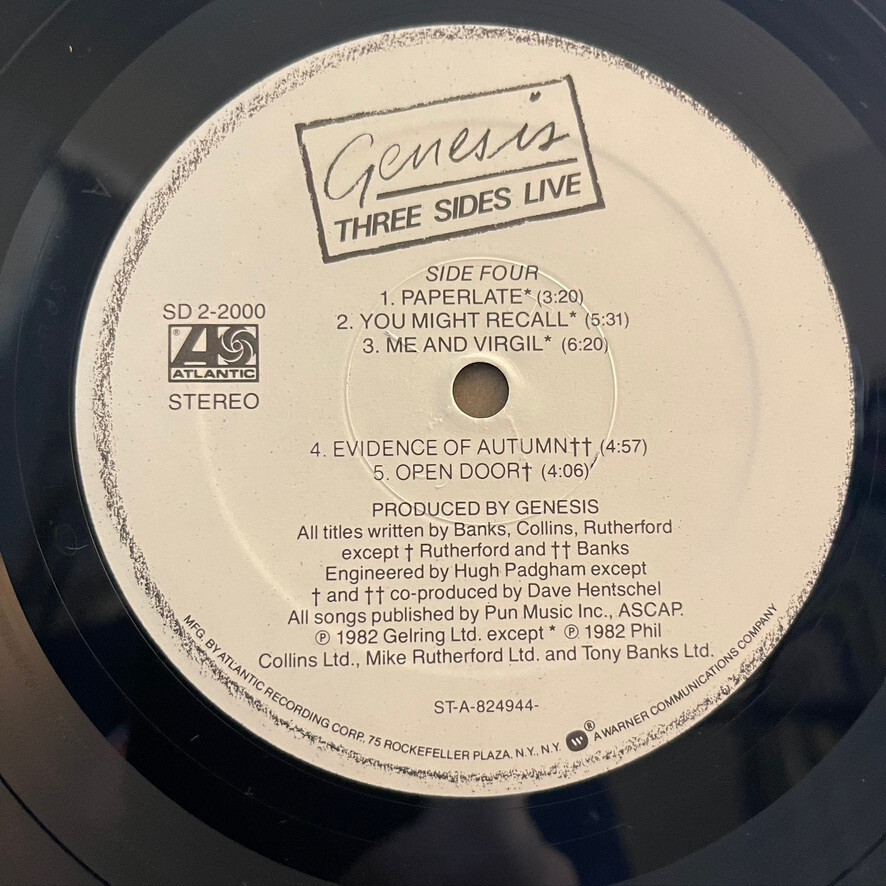 Genesis
THREE SIDES LIVE
SIDE FOUR
1. PAPERLATE* (3:20)
2. YOU MIGHT RECALL* (5:31)
3. ME AND VIRGIL* (6:20)
SD 2-2000
®
ATLANTIC
STEREO
4. EVIDENCE OF AUTUMN†† (4:57)
5. OPEN DOOR† (4:06)
PRODUCED BY GENESIS
All titles written by Banks, Collins, Rutherford
except † Rutherford and †† Banks
Engineered by Hugh Padgham except
† and †† co-produced by Dave Hentschel
All songs published by Pun Music Inc., ASCAP.
℗ 1982 Gelring Ltd. except * ℗ 1982 Phil
Collins Ltd., Mike Rutherford Ltd. and Tony Banks Ltd.
ST-A-824944-
MFG. BY ATLANTIC RECORDING CORP., 75 ROCKEFELLER PLAZA, N.Y., N.Y. ® A WARNER COMMUNICATIONS COMPANY